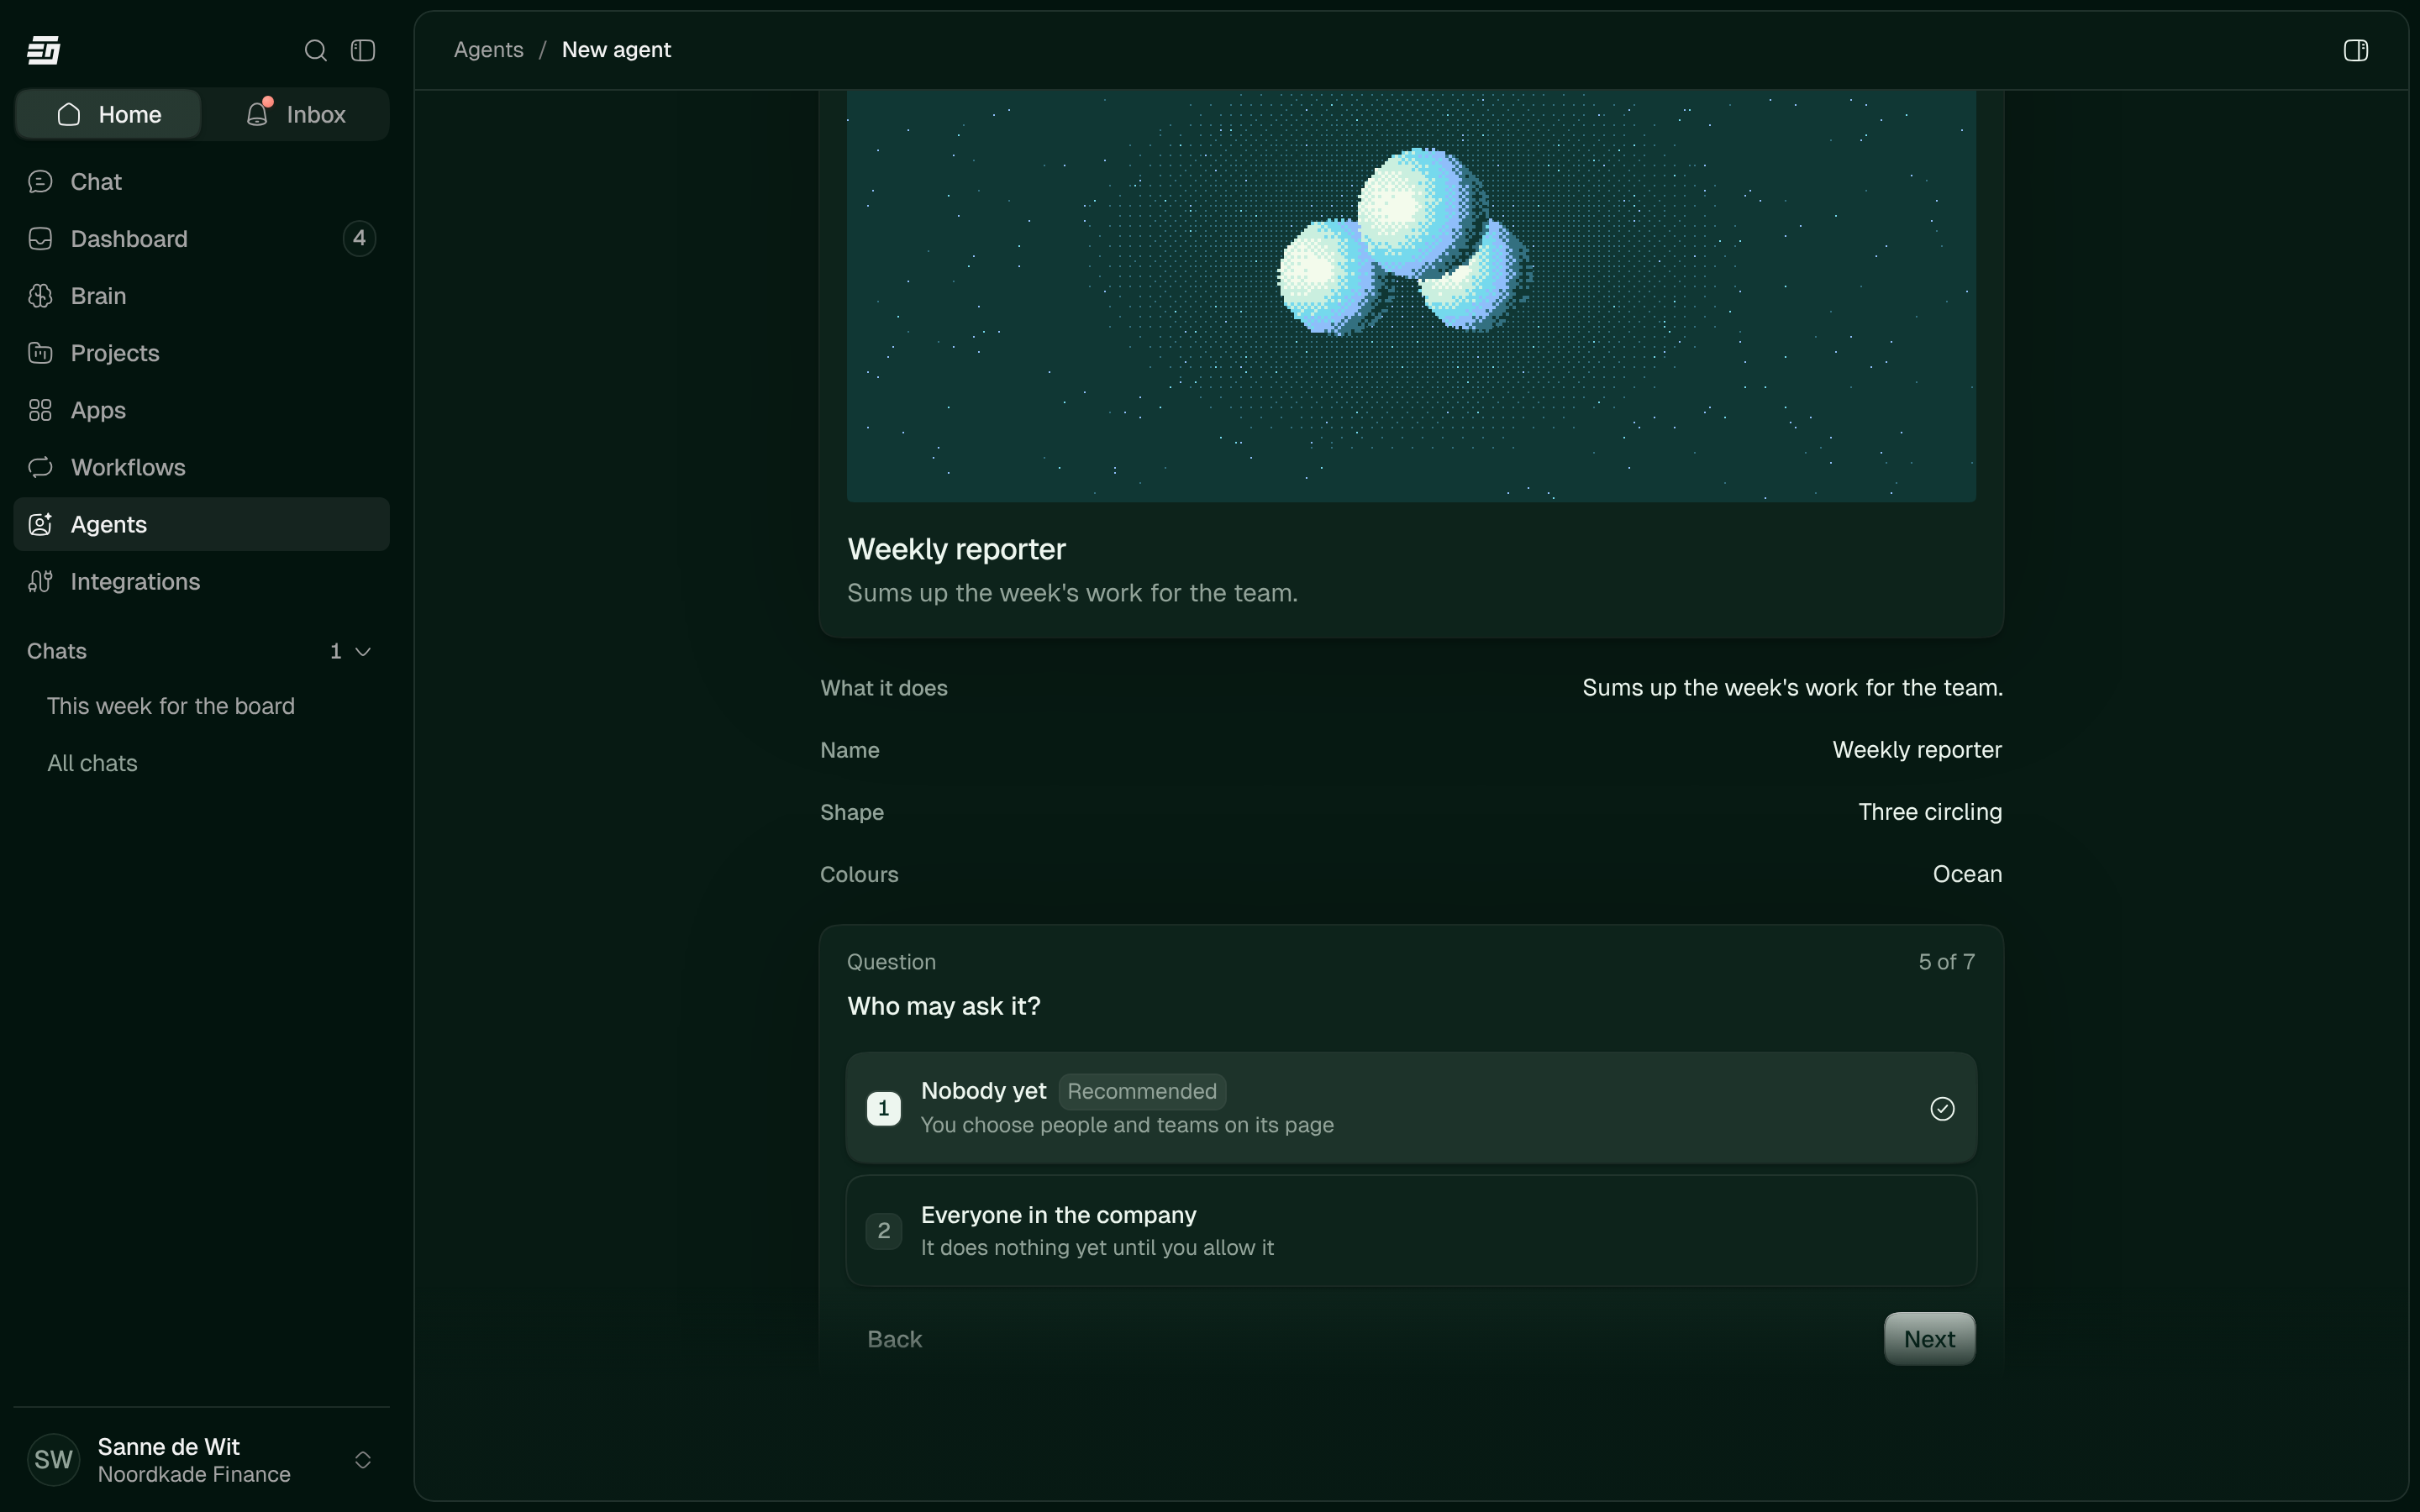 Home
Inbox
Chat
Dashboard
4
Brain
Projects
Apps
Workflows
Agents
Integrations
Chats
1
This week for the board
All chats
SW
Sanne de Wit
Noordkade Finance
Agents / New agent
Weekly reporter
Sums up the week's work for the team.
What it does
Sums up the week's work for the team.
Name
Weekly reporter
Shape
Three circling
Colours
Ocean
Question
5 of 7
Who may ask it?
1
Nobody yet
Recommended
You choose people and teams on its page
2
Everyone in the company
It does nothing yet until you allow it
Back
Next